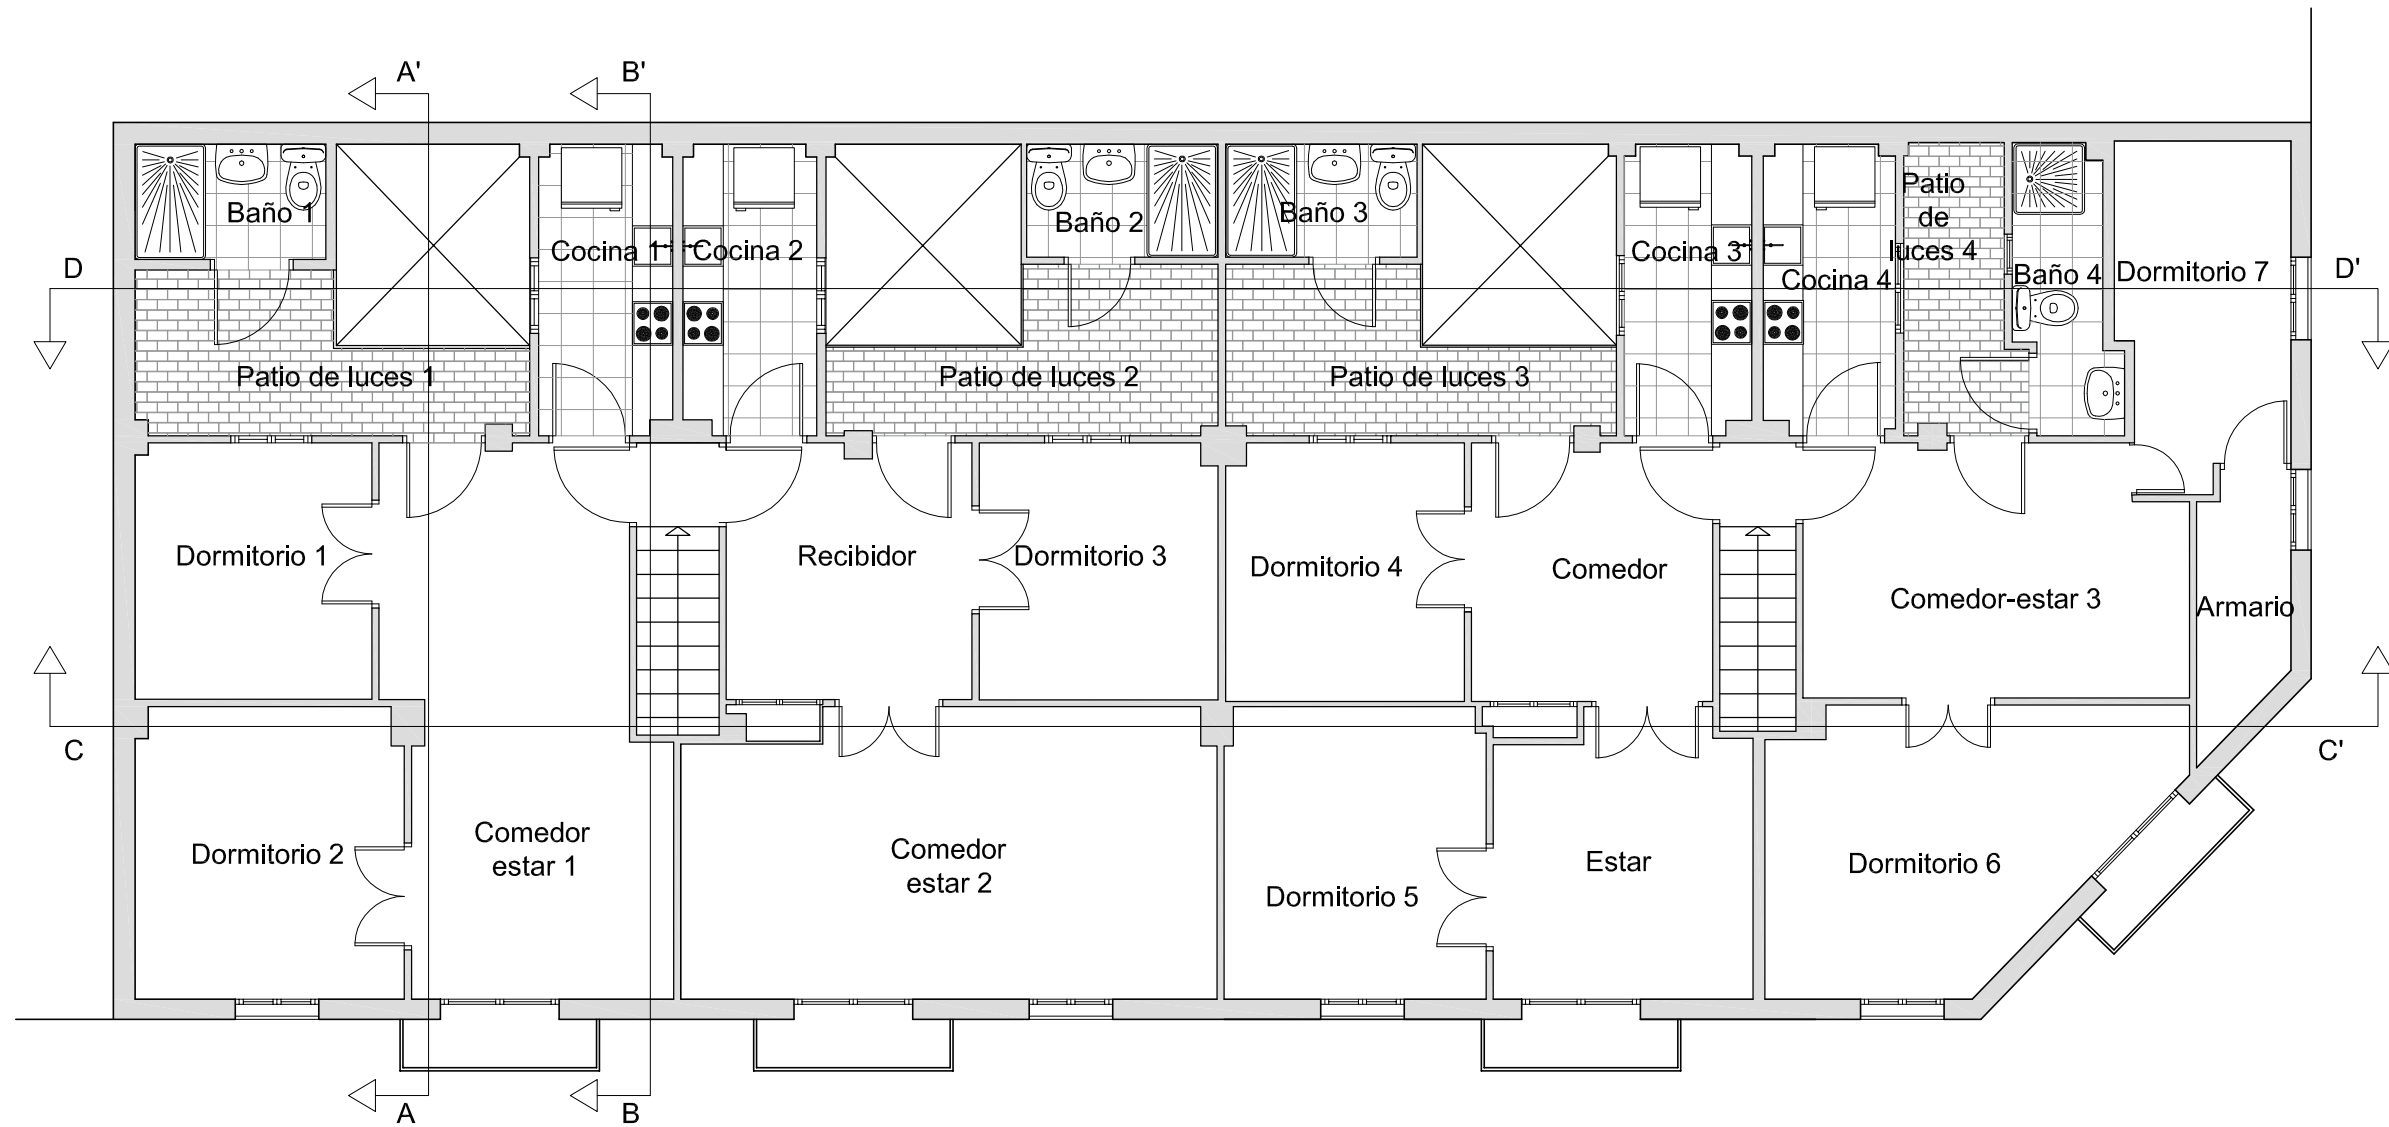 A'
B'
Baño 1
Cocina 1
Cocina 2
Baño 2
Baño 3
Cocina 3
Cocina 4
Patio
de
luces 4
Baño 4
Dormitorio 7
D
D'
Patio de luces 1
Patio de luces 2
Patio de luces 3
Dormitorio 1
Recibidor
Dormitorio 3
Dormitorio 4
Comedor
Comedor-estar 3
Armario
C
C'
Dormitorio 2
Comedor
estar 1
Comedor
estar 2
Dormitorio 5
Estar
Dormitorio 6
A
B